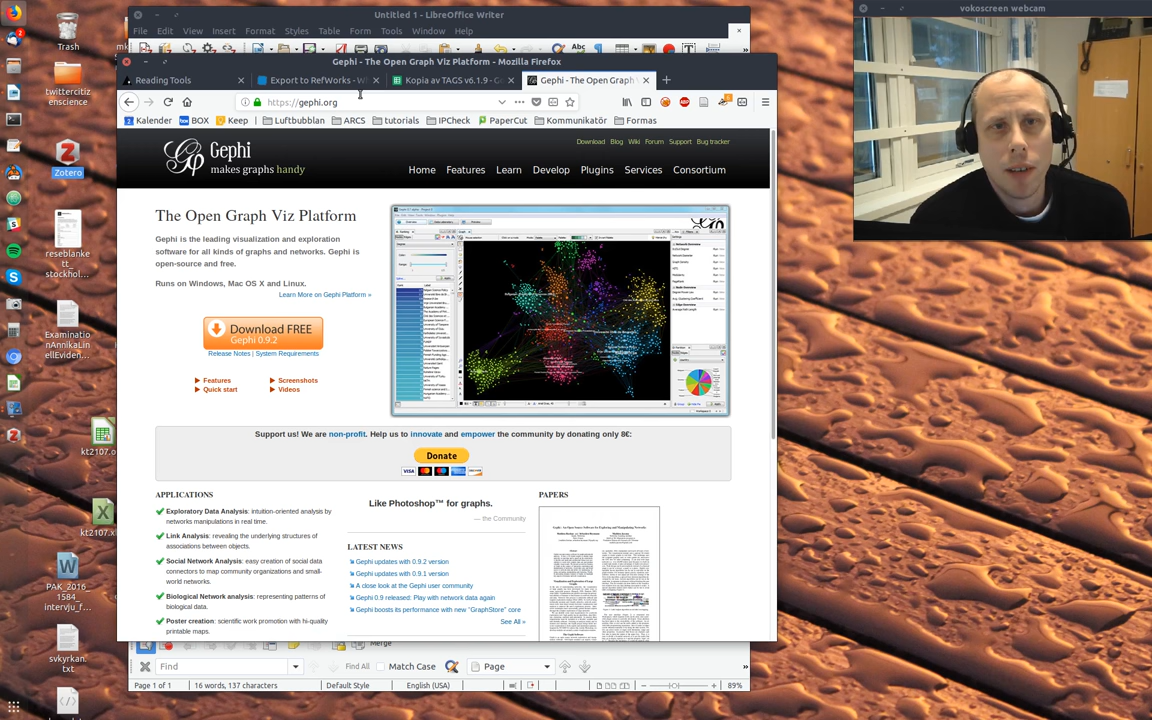 Untitled 1 - LibreOffice Writer
vokoscreen webcam
File Edit View Insert Format Styles Table Form Tools Window Help
Gephi - The Open Graph Viz Platform - Mozilla Firefox
Reading Tools
Export to RefWorks - W
Kopia av TAGS v6.1.9 - G
Gephi - The Open Graph V
https://gephi.org
Kalender BOX Keep Luftbubblan ARCS tutorials IPCheck PaperCut Kommunikatör Formas
Download Blog Wiki Forum Support Bug tracker
Gephi
makes graphs handy
Home Features Learn Develop Plugins Services Consortium
The Open Graph Viz Platform
Gephi is the leading visualization and exploration
software for all kinds of graphs and networks. Gephi is
open-source and free.
Runs on Windows, Mac OS X and Linux.
Learn More on Gephi Platform »
Download FREE
Gephi 0.9.2
Release Notes | System Requirements
Features
Screenshots
Quick start
Videos
Support us! We are non-profit. Help us to innovate and empower the community by donating only 8€:
Donate
VISA
APPLICATIONS
Exploratory Data Analysis: intuition-oriented analysis by
networks manipulations in real time.
Link Analysis: revealing the underlying structures of
associations between objects.
Social Network Analysis: easy creation of social data
connectors to map community organizations and small-
world networks.
Biological Network analysis: representing patterns of
biological data.
Poster creation: scientific work promotion with hi-quality
printable maps.
Like Photoshop™ for graphs.
— the Community
LATEST NEWS
Gephi updates with 0.9.2 version
Gephi updates with 0.9.1 version
A close look at the Gephi user community
Gephi 0.9 released: Play with network data again
Gephi boosts its performance with new "GraphStore" core
See All »
PAPERS
Merge
Find
Find All
Match Case
Page
Page 1 of 1
16 words, 137 characters
Default Style
English (USA)
89%
Trash
twittercitiz
enscience
Zotero
reseblanke
tt_
stockhol...
Examinatio
nAnnikaLin
ellEviden...
kt2107.o
kt2107.x
PAK_2016
_1584_
intervju_f...
svkyrkan.
txt